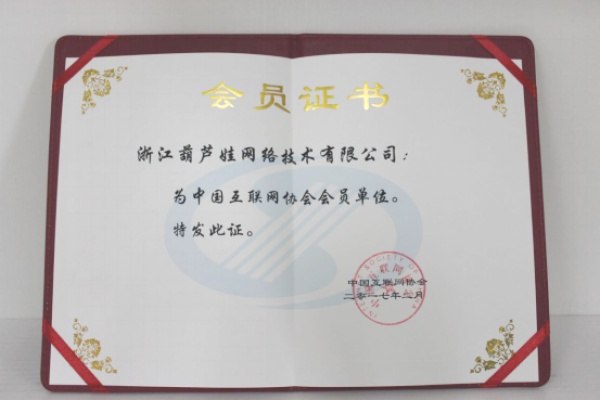 会员证书
浙江葫芦娃网络技术有限公司：
为中国互联网协会会员单位。
特发此证。
中国互联网协会
二零一七年二月